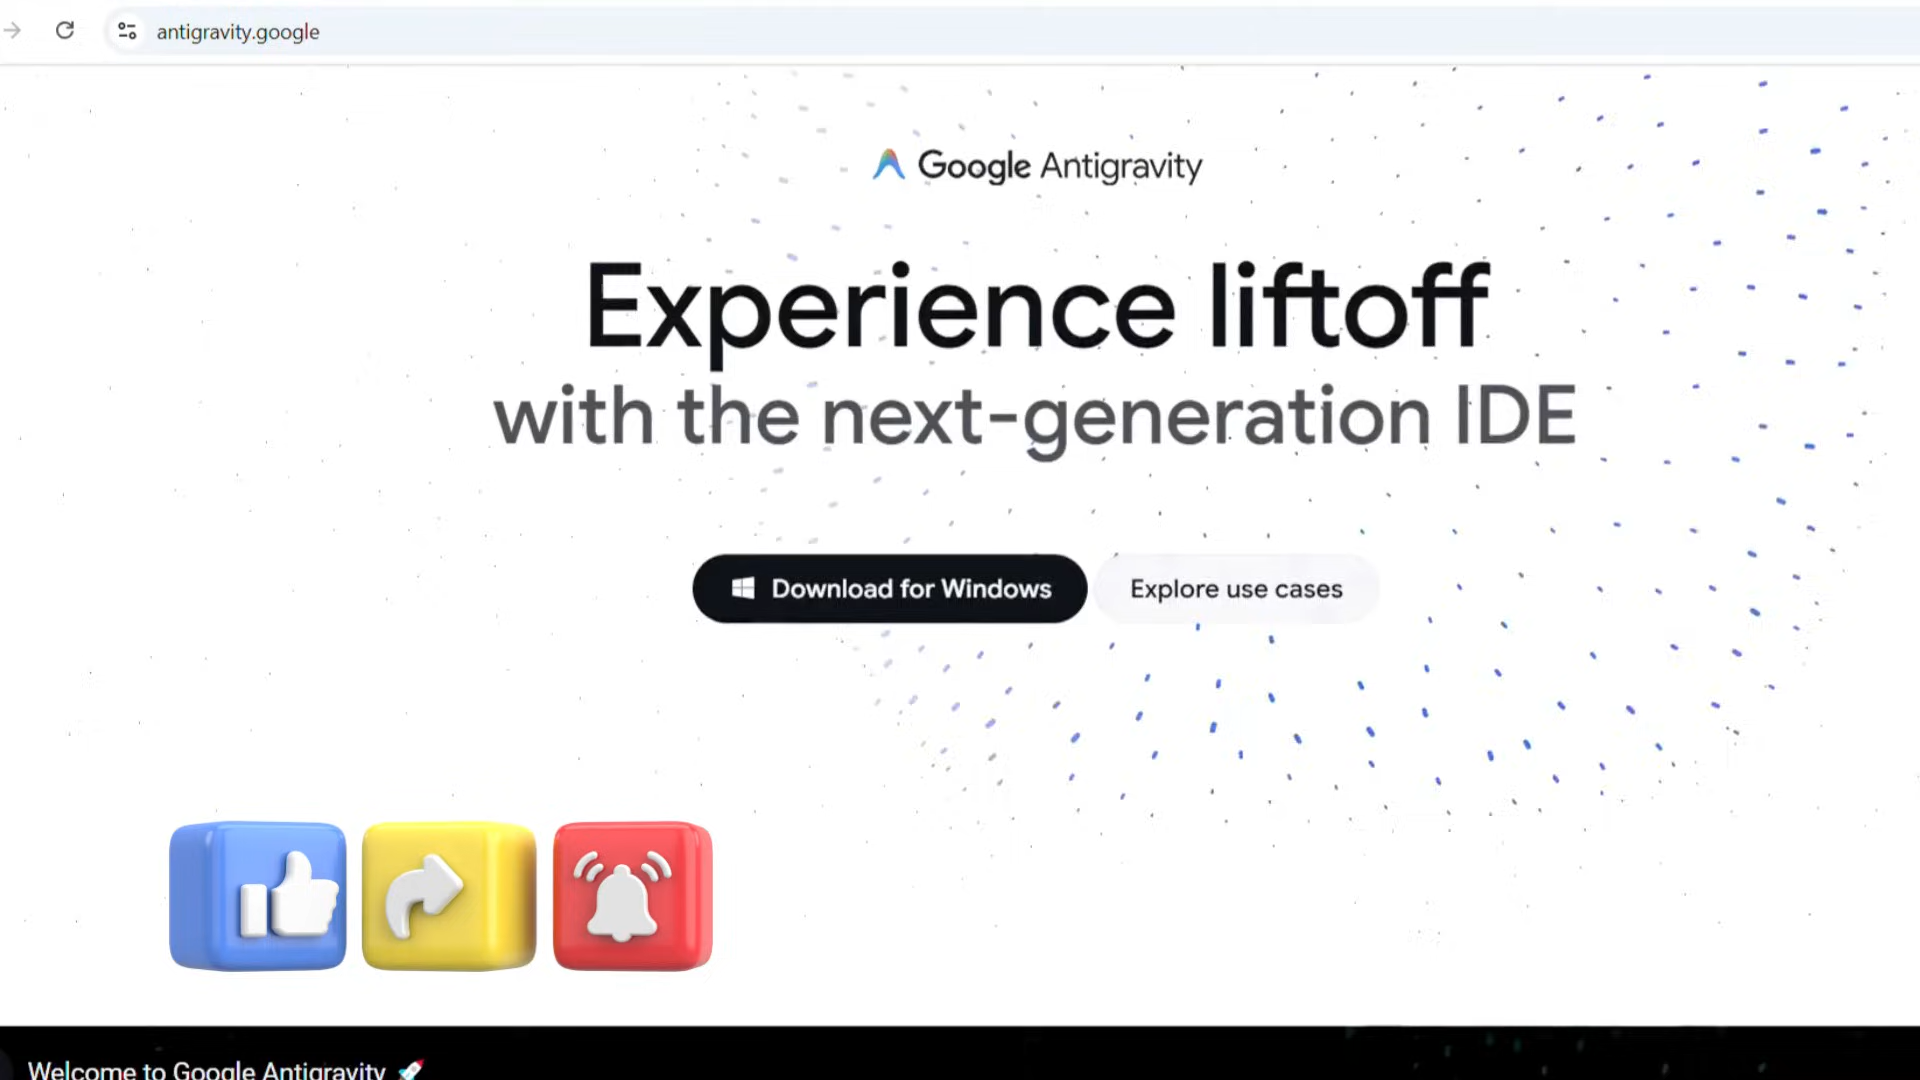 antigravity.google
Google Antigravity
Experience liftoff
with the next-generation IDE
Download for Windows
Explore use cases
Welcome to Google Antigravity 🚀